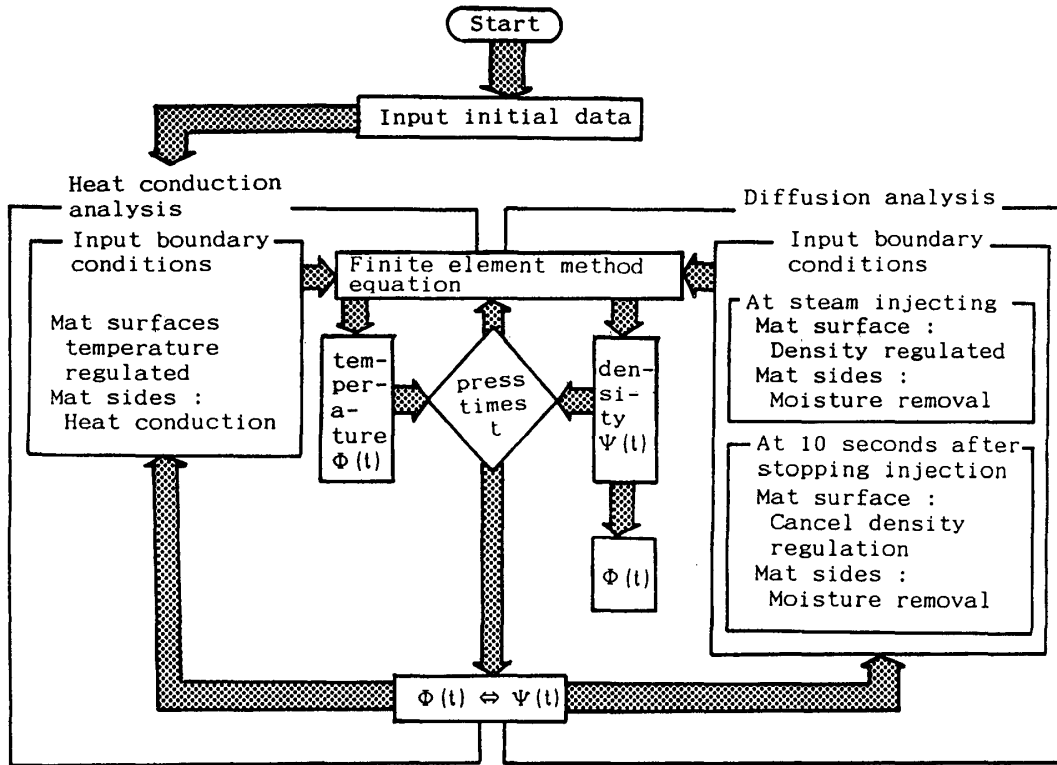 Start
Input initial data
Heat conduction
analysis
Input boundary
conditions
Mat surfaces
temperature
regulated
Mat sides :
Heat conduction
Finite element method
equation
tem-
per-
a-
ture
Φ(t)
press
times
t
den-
si-
ty
Ψ(t)
Φ(t)
Φ(t) ⇔ Ψ(t)
Diffusion analysis
Input boundary
conditions
At steam injecting
Mat surface :
Density regulated
Mat sides :
Moisture removal
At 10 seconds after
stopping injection
Mat surface :
Cancel density
regulation
Mat sides :
Moisture removal